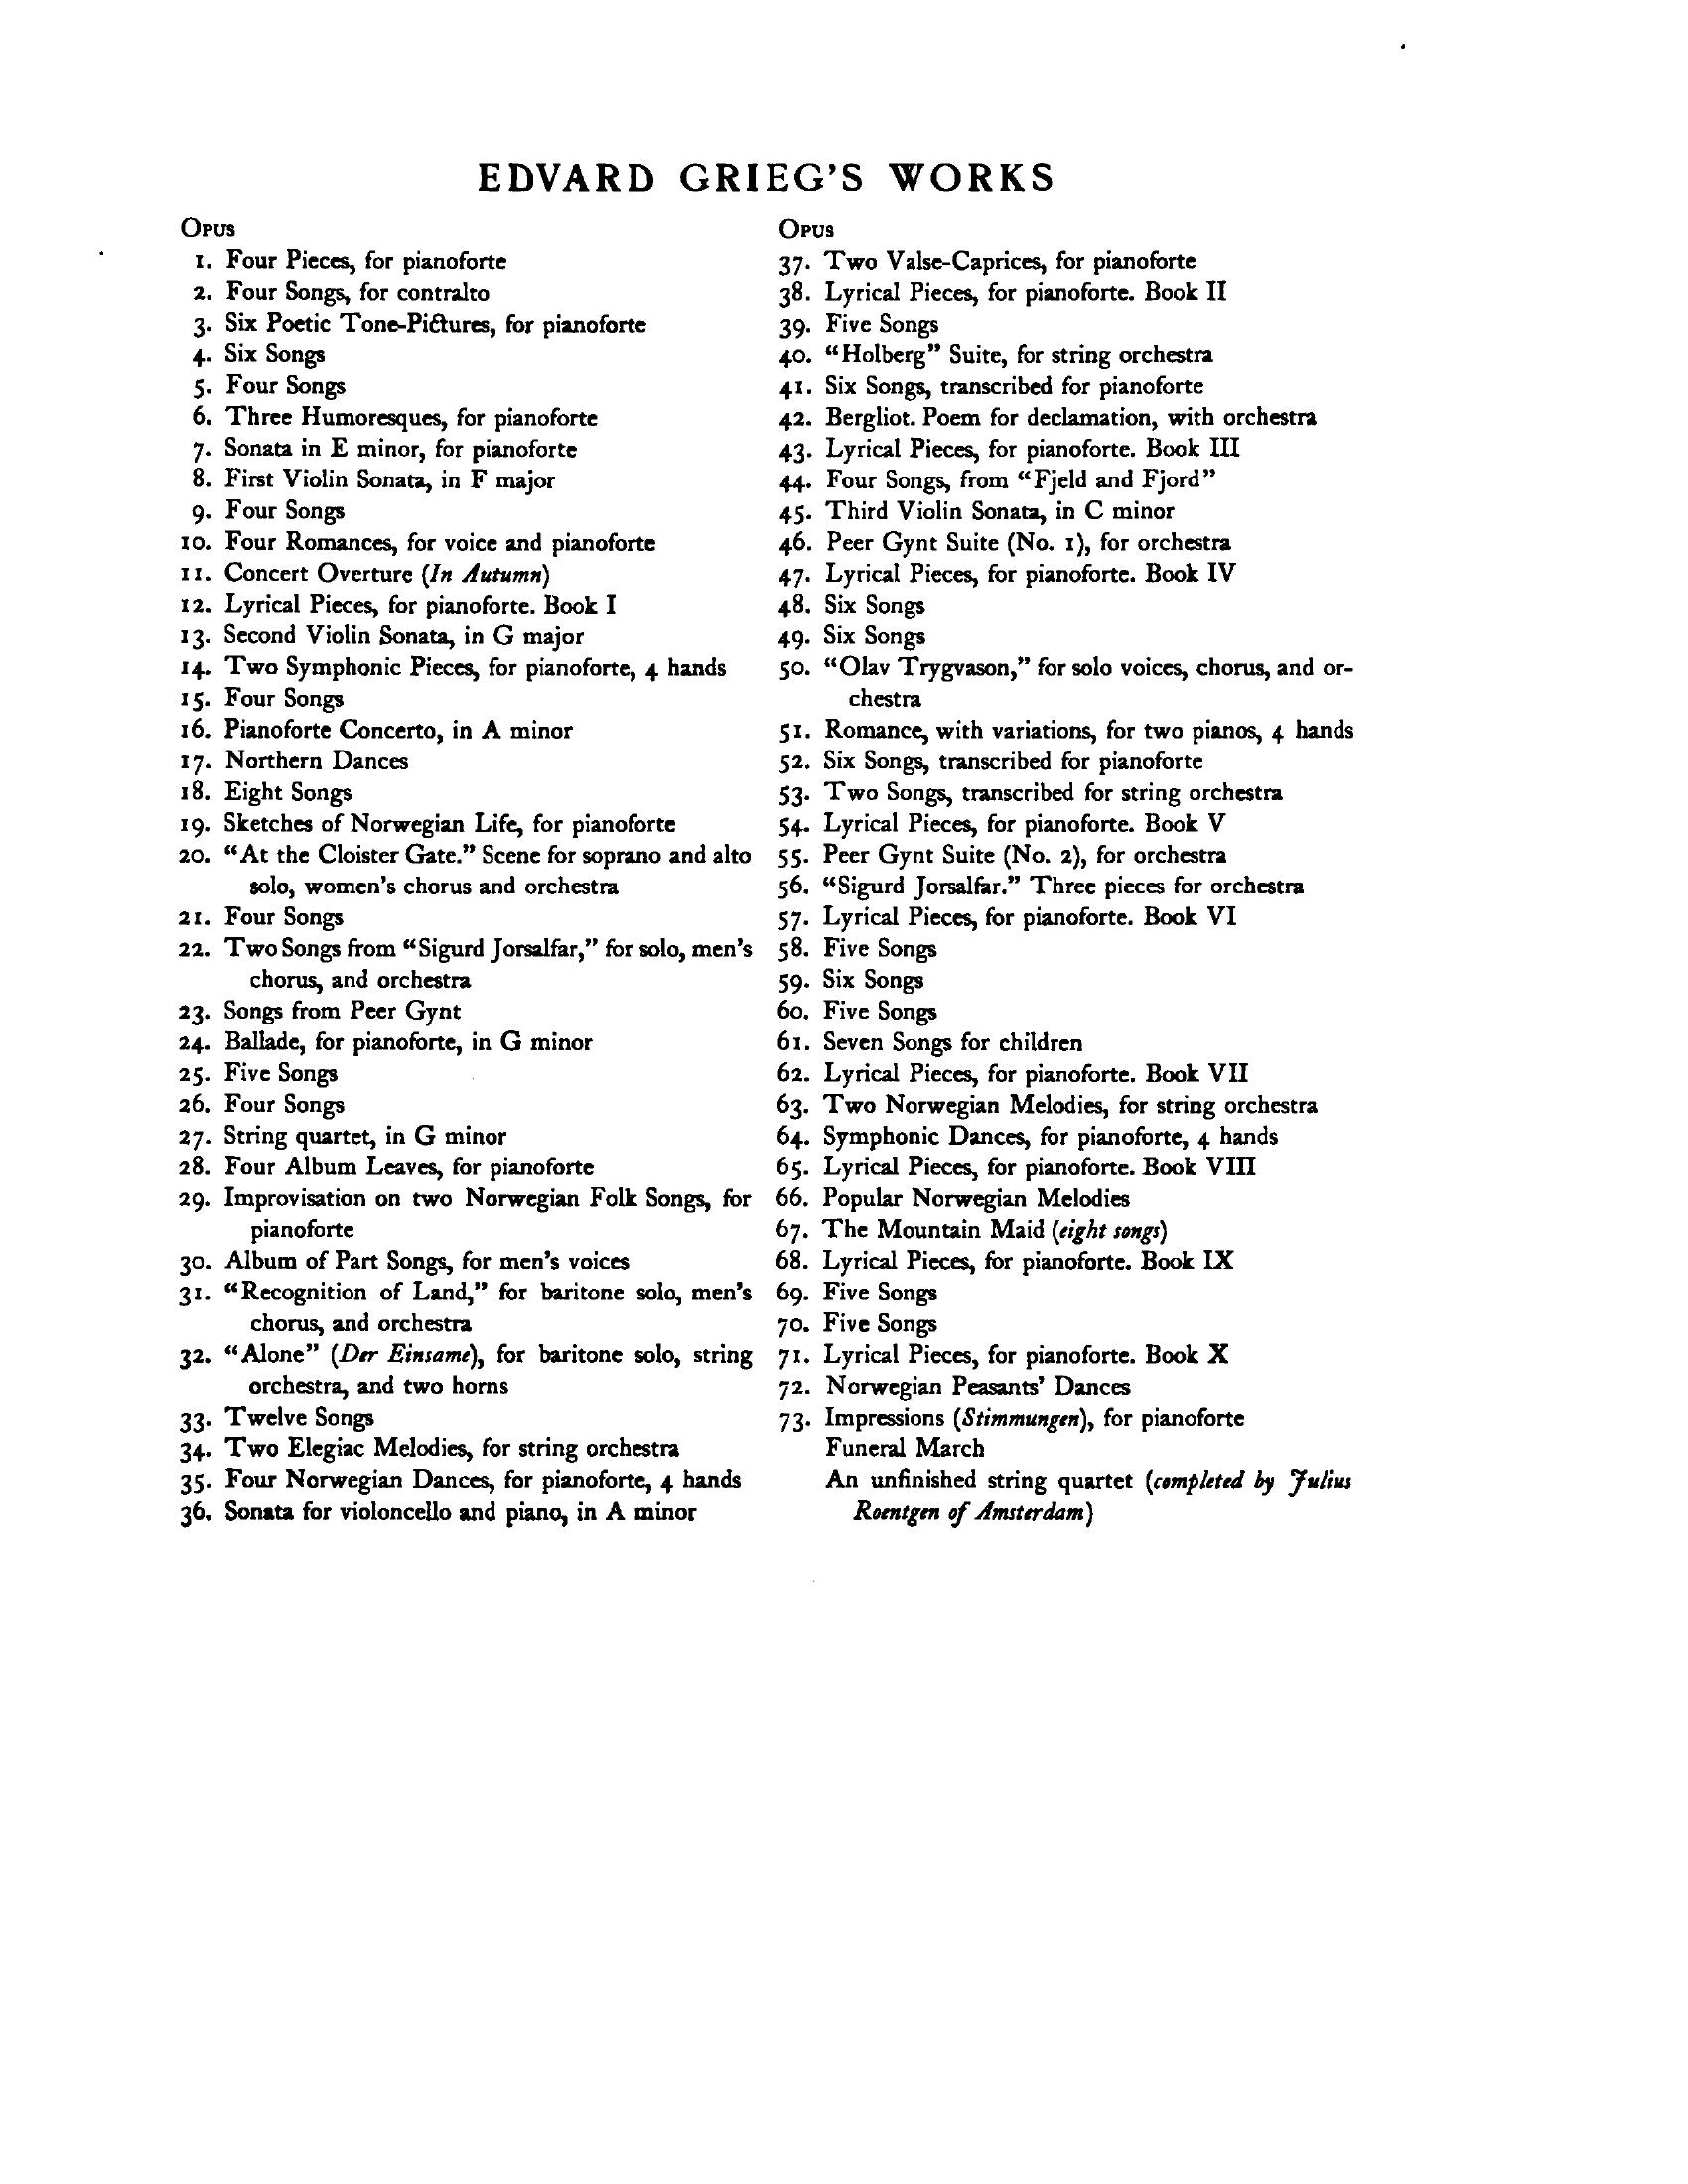 EDVARD GRIEG'S WORKS
OPUS
1. Four Pieces, for pianoforte
2. Four Songs, for contralto
3. Six Poetic Tone-Pictures, for pianoforte
4. Six Songs
5. Four Songs
6. Three Humoresques, for pianoforte
7. Sonata in E minor, for pianoforte
8. First Violin Sonata, in F major
9. Four Songs
10. Four Romances, for voice and pianoforte
11. Concert Overture (In Autumn)
12. Lyrical Pieces, for pianoforte. Book I
13. Second Violin Sonata, in G major
14. Two Symphonic Pieces, for pianoforte, 4 hands
15. Four Songs
16. Pianoforte Concerto, in A minor
17. Northern Dances
18. Eight Songs
19. Sketches of Norwegian Life, for pianoforte
20. "At the Cloister Gate." Scene for soprano and alto
solo, women's chorus and orchestra
21. Four Songs
22. Two Songs from "Sigurd Jorsalfar," for solo, men's
chorus, and orchestra
23. Songs from Peer Gynt
24. Ballade, for pianoforte, in G minor
25. Five Songs
26. Four Songs
27. String quartet, in G minor
28. Four Album Leaves, for pianoforte
29. Improvisation on two Norwegian Folk Songs, for
pianoforte
30. Album of Part Songs, for men's voices
31. "Recognition of Land," for baritone solo, men's
chorus, and orchestra
32. "Alone" (Der Einsame), for baritone solo, string
orchestra, and two horns
33. Twelve Songs
34. Two Elegiac Melodies, for string orchestra
35. Four Norwegian Dances, for pianoforte, 4 hands
36. Sonata for violoncello and piano, in A minor
OPUS
37. Two Valse-Caprices, for pianoforte
38. Lyrical Pieces, for pianoforte. Book II
39. Five Songs
40. "Holberg" Suite, for string orchestra
41. Six Songs, transcribed for pianoforte
42. Bergliot. Poem for declamation, with orchestra
43. Lyrical Pieces, for pianoforte. Book III
44. Four Songs, from "Fjeld and Fjord"
45. Third Violin Sonata, in C minor
46. Peer Gynt Suite (No. 1), for orchestra
47. Lyrical Pieces, for pianoforte. Book IV
48. Six Songs
49. Six Songs
50. "Olav Trygvason," for solo voices, chorus, and or-
chestra
51. Romance, with variations, for two pianos, 4 hands
52. Six Songs, transcribed for pianoforte
53. Two Songs, transcribed for string orchestra
54. Lyrical Pieces, for pianoforte. Book V
55. Peer Gynt Suite (No. 2), for orchestra
56. "Sigurd Jorsalfar." Three pieces for orchestra
57. Lyrical Pieces, for pianoforte. Book VI
58. Five Songs
59. Six Songs
60. Five Songs
61. Seven Songs for children
62. Lyrical Pieces, for pianoforte. Book VII
63. Two Norwegian Melodies, for string orchestra
64. Symphonic Dances, for pianoforte, 4 hands
65. Lyrical Pieces, for pianoforte. Book VIII
66. Popular Norwegian Melodies
67. The Mountain Maid (eight songs)
68. Lyrical Pieces, for pianoforte. Book IX
69. Five Songs
70. Five Songs
71. Lyrical Pieces, for pianoforte. Book X
72. Norwegian Peasants' Dances
73. Impressions (Stimmungen), for pianoforte
Funeral March
An unfinished string quartet (completed by Julius
Roentgen of Amsterdam)